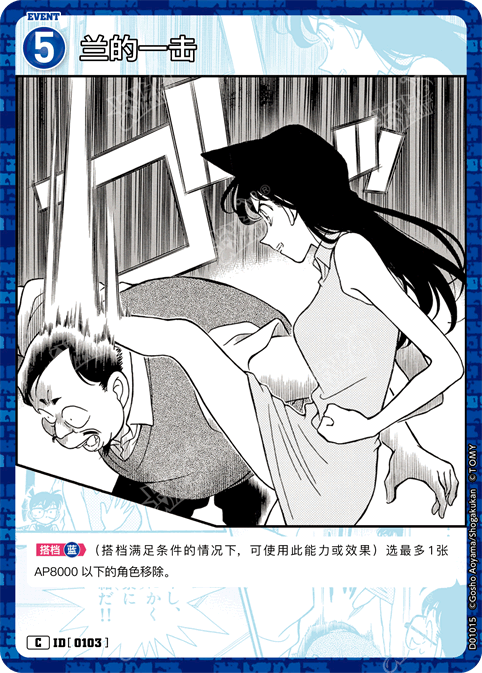 EVENT
5 兰的一击
ガッ
搭档 蓝 （搭档满足条件的情况下，可使用此能力或效果）选最多1张
AP8000 以下的角色移除。
C ID[ 0103 ]
D01015 ©Gosho Aoyama/Shogakukan ©TOMY